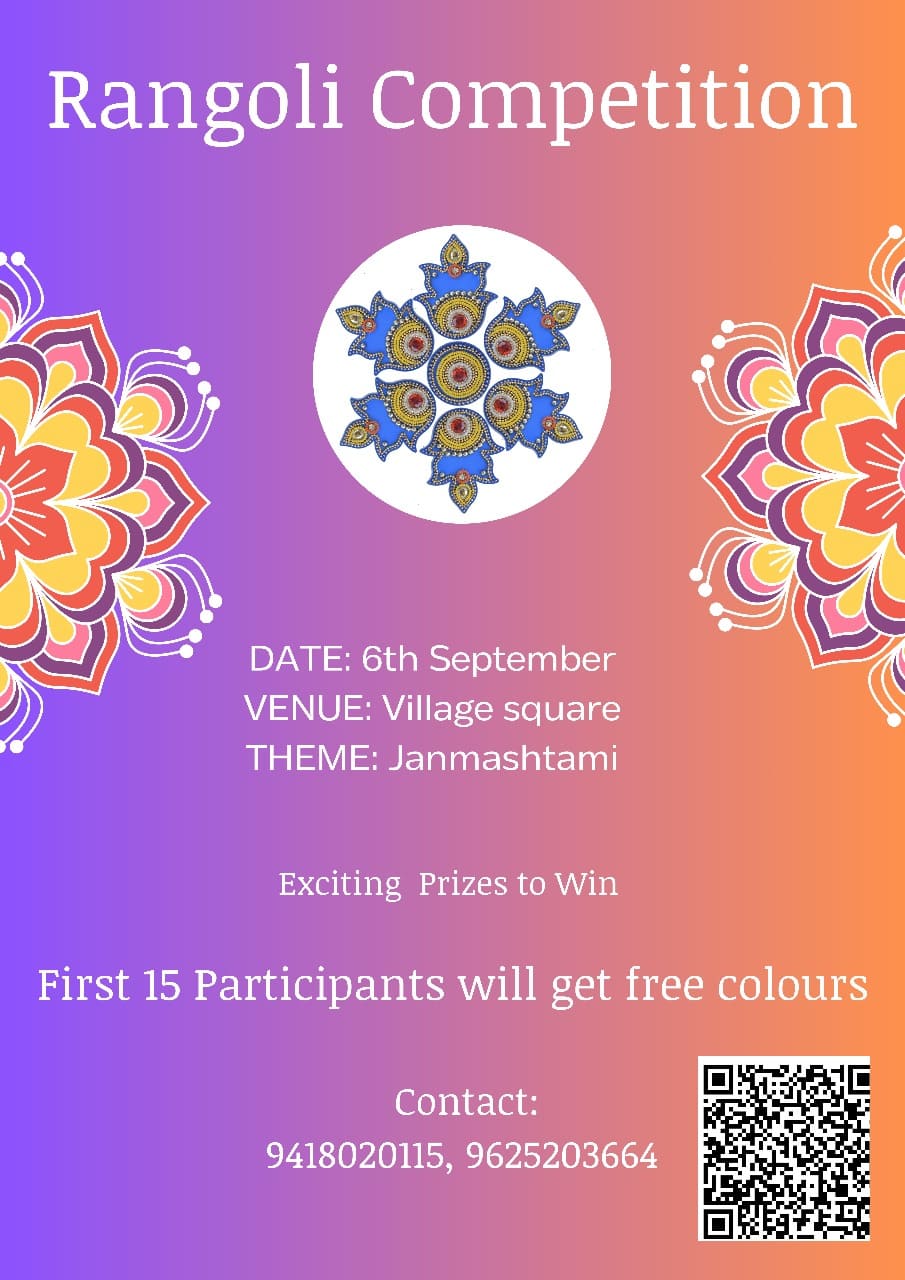 Rangoli Competition
DATE: 6th September
VENUE: Village square
THEME: Janmashtami
Exciting  Prizes to Win
First 15 Participants will get free colours
Contact:
9418020115, 9625203664